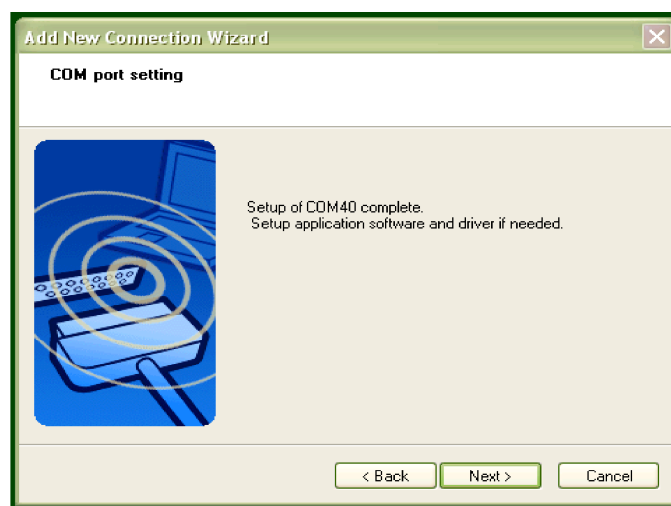 Add New Connection Wizard
COM port setting
Setup of COM40 complete.
Setup application software and driver if needed.
< Back
Next >
Cancel